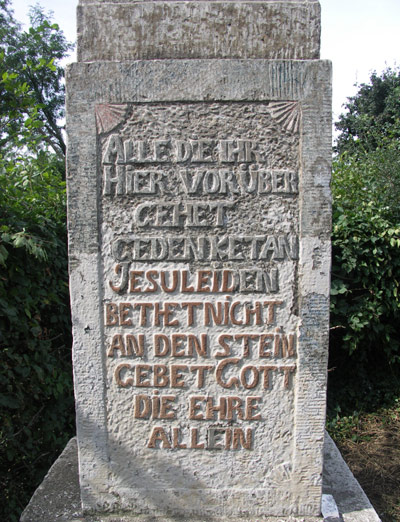 ALLE DIE IHR
HIER VORÜBER
GEHET
GEDENKET AN
JESU LEIDEN
BETHET NICHT
AN DEN STEIN
GEBET GOTT
DIE EHRE
ALLEIN